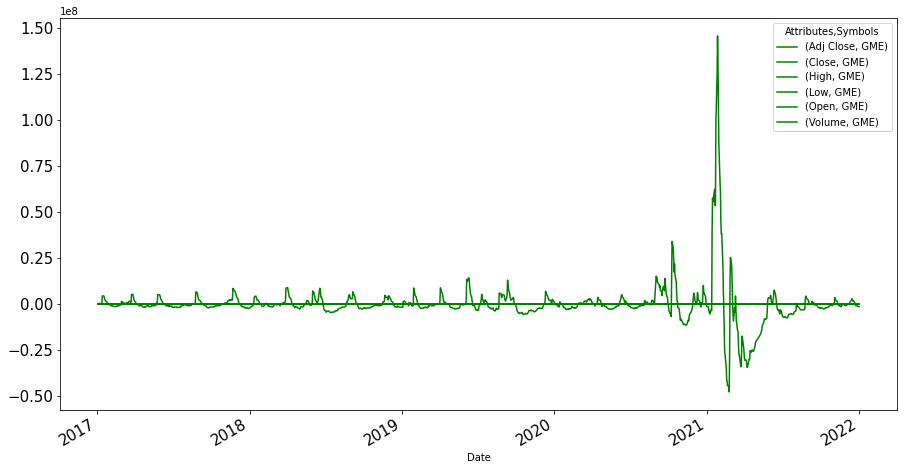 1e8
1.50
1.25
1.00
0.75
0.50
0.25
0.00
−0.25
−0.50
Attributes,Symbols
(Adj Close, GME)
(Close, GME)
(High, GME)
(Low, GME)
(Open, GME)
(Volume, GME)
2017
2018
2019
2020
2021
2022
Date